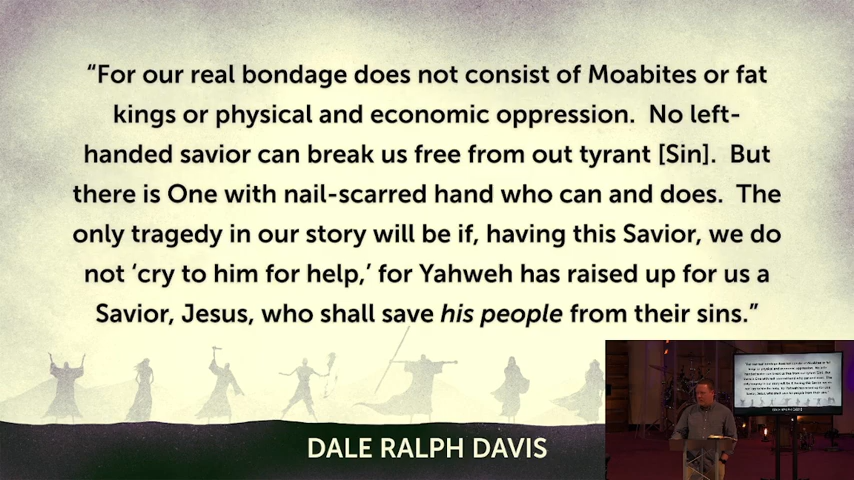 “For our real bondage does not consist of Moabites or fat
kings or physical and economic oppression.  No left-
handed savior can break us free from out tyrant [Sin].  But
there is One with nail-scarred hand who can and does.  The
only tragedy in our story will be if, having this Savior, we do
not ‘cry to him for help,’ for Yahweh has raised up for us a
Savior, Jesus, who shall save his people from their sins.”
DALE RALPH DAVIS